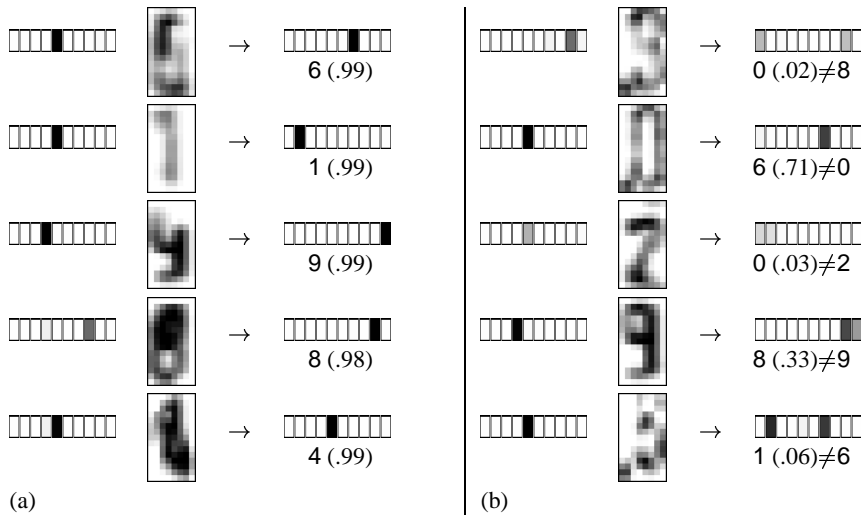 → →
6 (.99) 0 (.02)≠8
→ →
1 (.99) 6 (.71)≠0
→ →
9 (.99) 0 (.03)≠2
→ →
8 (.98) 8 (.33)≠9
→ →
4 (.99) 1 (.06)≠6
(a) (b)